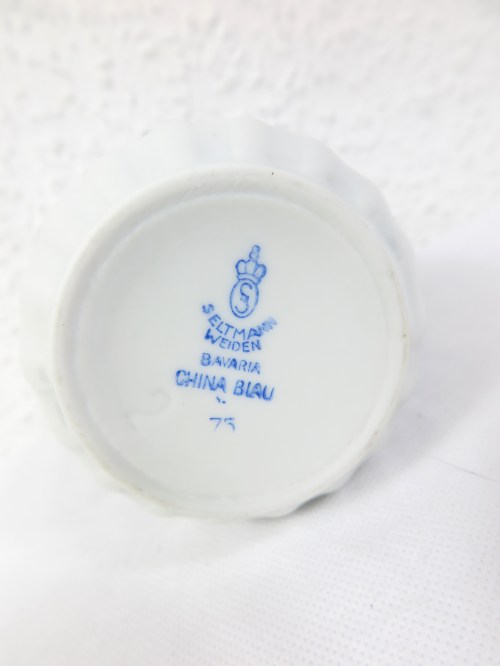 S
SELTMANN
WEIDEN
BAVARIA
CHINA BLAU
75